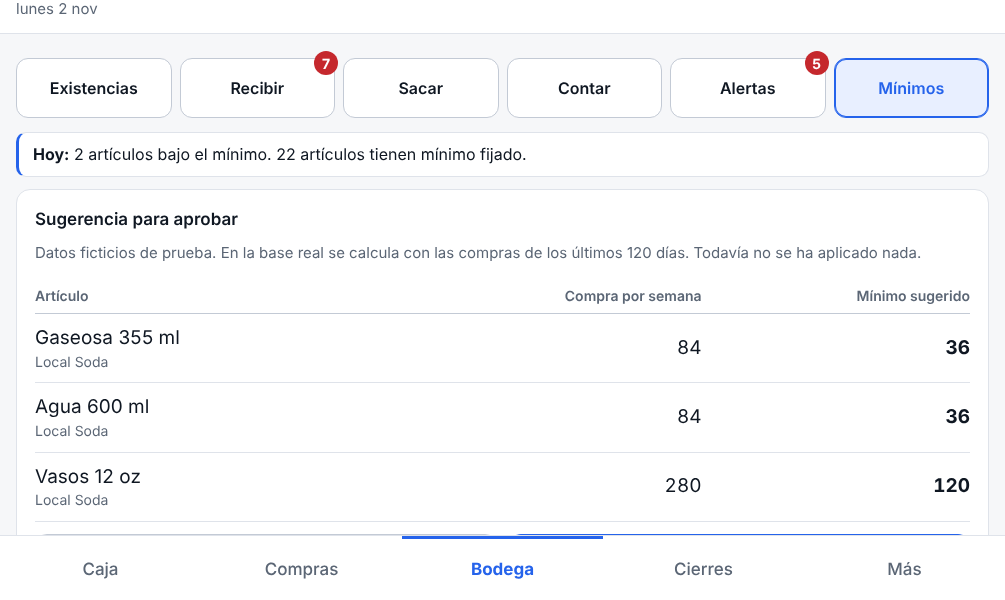 lunes 2 nov
7
5
Existencias Recibir Sacar Contar Alertas Mínimos
Hoy: 2 artículos bajo el mínimo. 22 artículos tienen mínimo fijado.
Sugerencia para aprobar
Datos ficticios de prueba. En la base real se calcula con las compras de los últimos 120 días. Todavía no se ha aplicado nada.
Artículo Compra por semana Mínimo sugerido
Gaseosa 355 ml
Local Soda
84 36
Agua 600 ml
Local Soda
84 36
Vasos 12 oz
Local Soda
280 120
Caja Compras Bodega Cierres Más